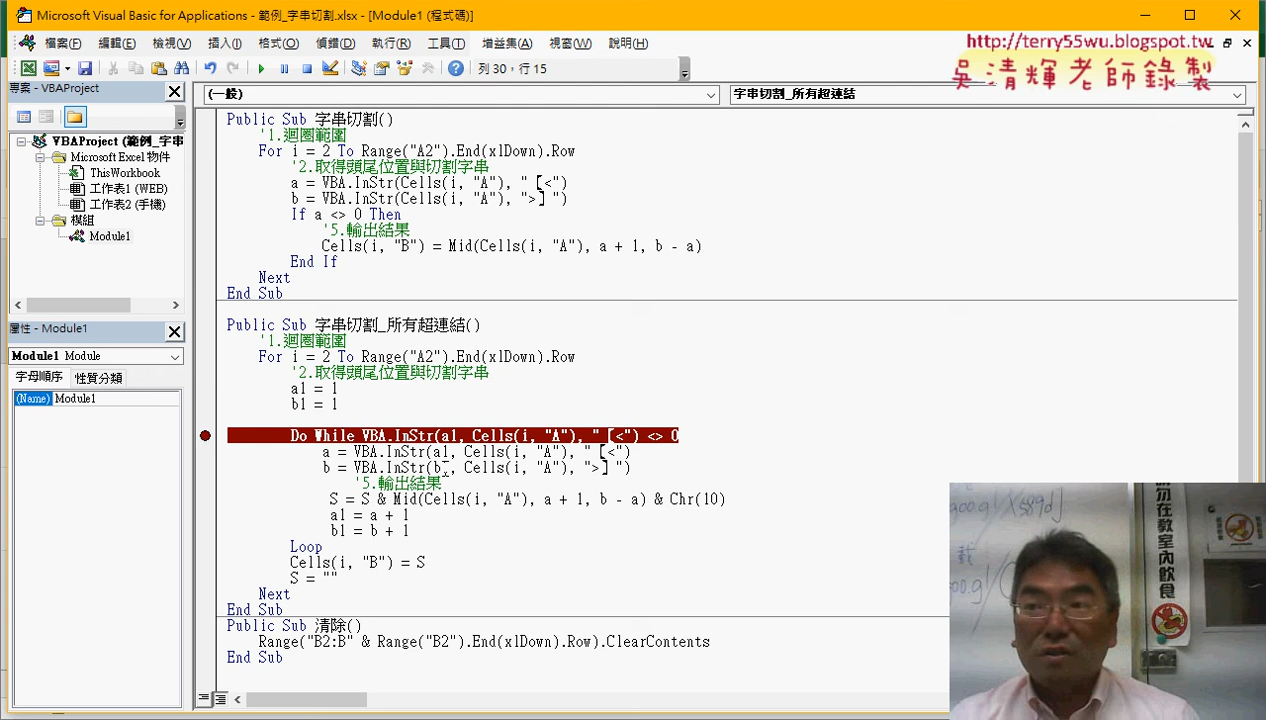 Microsoft Visual Basic for Applications - 範例_字串切割.xlsx - [Module1 (程式碼)]
檔案(F) 編輯(E) 檢視(V) 插入(I) 格式(O) 偵錯(D) 執行(R) 工具(T) 增益集(A) 視窗(W) 說明(H)
http://terry55wu.blogspot.tw
吳清輝老師錄製
列 30，行 15
專案 - VBAProject
(一般)
字串切割_所有超連結
VBAProject (範例_字串
Microsoft Excel 物件
ThisWorkbook
工作表1 (WEB)
工作表2 (手機)
模組
Module1
屬性 - Module1
Module1 Module
字母順序 性質分類
(Name) Module1
Public Sub 字串切割()
'1.迴圈範圍
For i = 2 To Range("A2").End(xlDown).Row
'2.取得頭尾位置與切割字串
a = VBA.InStr(Cells(i, "A"), "【<")
b = VBA.InStr(Cells(i, "A"), ">】")
If a <> 0 Then
'5.輸出結果
Cells(i, "B") = Mid(Cells(i, "A"), a + 1, b - a)
End If
Next
End Sub
Public Sub 字串切割_所有超連結()
'1.迴圈範圍
For i = 2 To Range("A2").End(xlDown).Row
'2.取得頭尾位置與切割字串
a1 = 1
b1 = 1
Do While VBA.InStr(a1, Cells(i, "A"), "【<") <> 0
a = VBA.InStr(a1, Cells(i, "A"), "【<")
b = VBA.InStr(b1, Cells(i, "A"), ">】")
'5.輸出結果
S = S & Mid(Cells(i, "A"), a + 1, b - a) & Chr(10)
a1 = a + 1
b1 = b + 1
Loop
Cells(i, "B") = S
S = ""
Next
End Sub
Public Sub 清除()
Range("B2:B" & Range("B2").End(xlDown).Row).ClearContents
End Sub
勿在教室內飲食